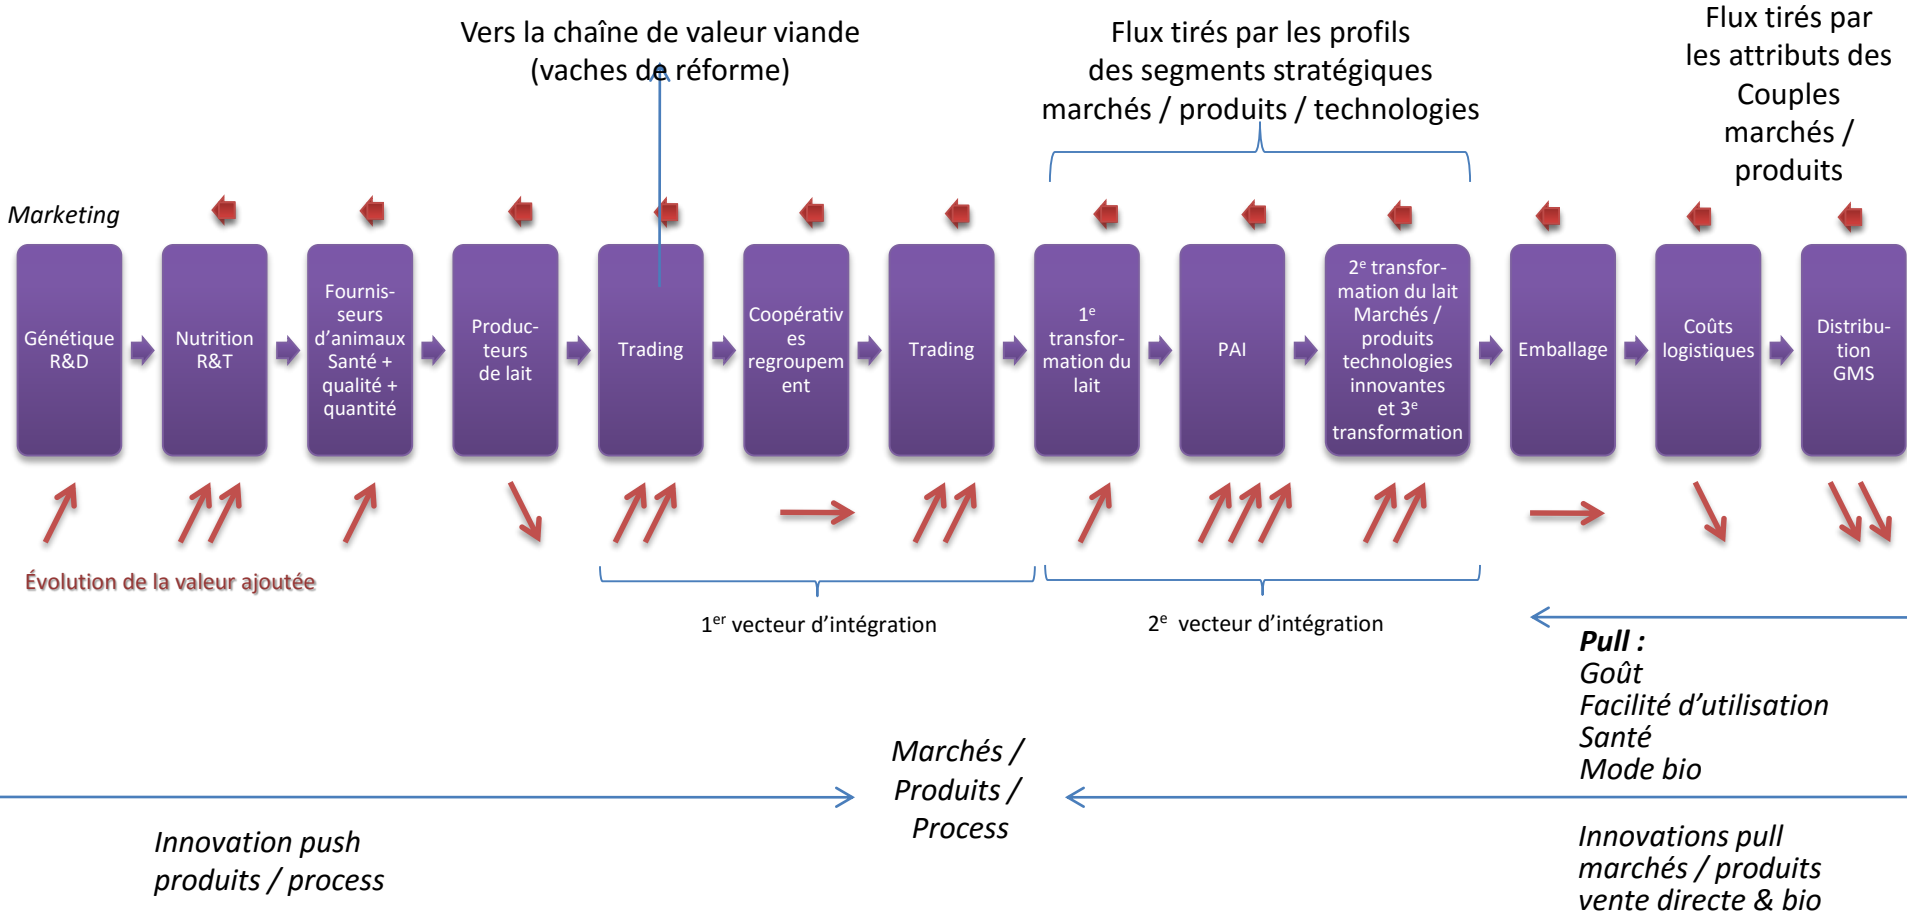 Vers la chaîne de valeur viande
(vaches de réforme)
Flux tirés par les profils
des segments stratégiques
marchés / produits / technologies
Flux tirés par
les attributs des
Couples
marchés /
produits
Marketing
Génétique
R&D
Nutrition
R&T
Fournis-
seurs
d’animaux
Santé +
qualité +
quantité
Produc-
teurs
de lait
Trading
Coopérativ
es
regroupem
ent
Trading
1e
transfor-
mation du
lait
PAI
2e transfor-
mation du lait
Marchés /
produits
technologies
innovantes
et 3e
transformation
Emballage
Coûts
logistiques
Distribu-
tion
GMS
Évolution de la valeur ajoutée
1er vecteur d’intégration
2e vecteur d’intégration
Pull :
Goût
Facilité d’utilisation
Santé
Mode bio
Marchés /
Produits /
Process
Innovation push
produits / process
Innovations pull
marchés / produits
vente directe & bio